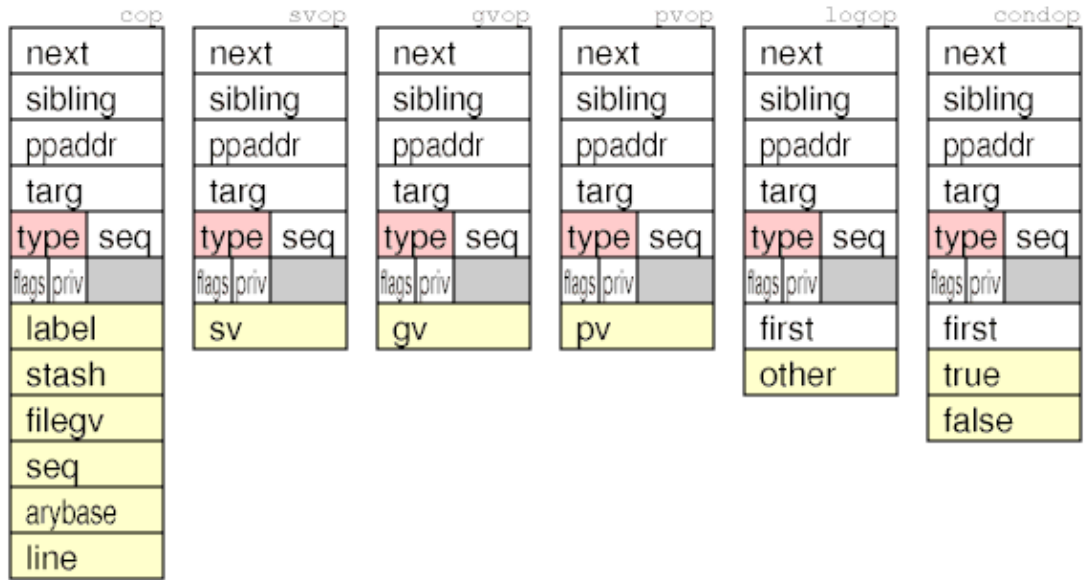 cop svop gvop pvop logop condop
next next next next next next
sibling sibling sibling sibling sibling sibling
ppaddr ppaddr ppaddr ppaddr ppaddr ppaddr
targ targ targ targ targ targ
type seq type seq type seq type seq type seq type seq
flags priv flags priv flags priv flags priv flags priv flags priv
label sv gv pv first first
stash other true
filegv false
seq
arybase
line